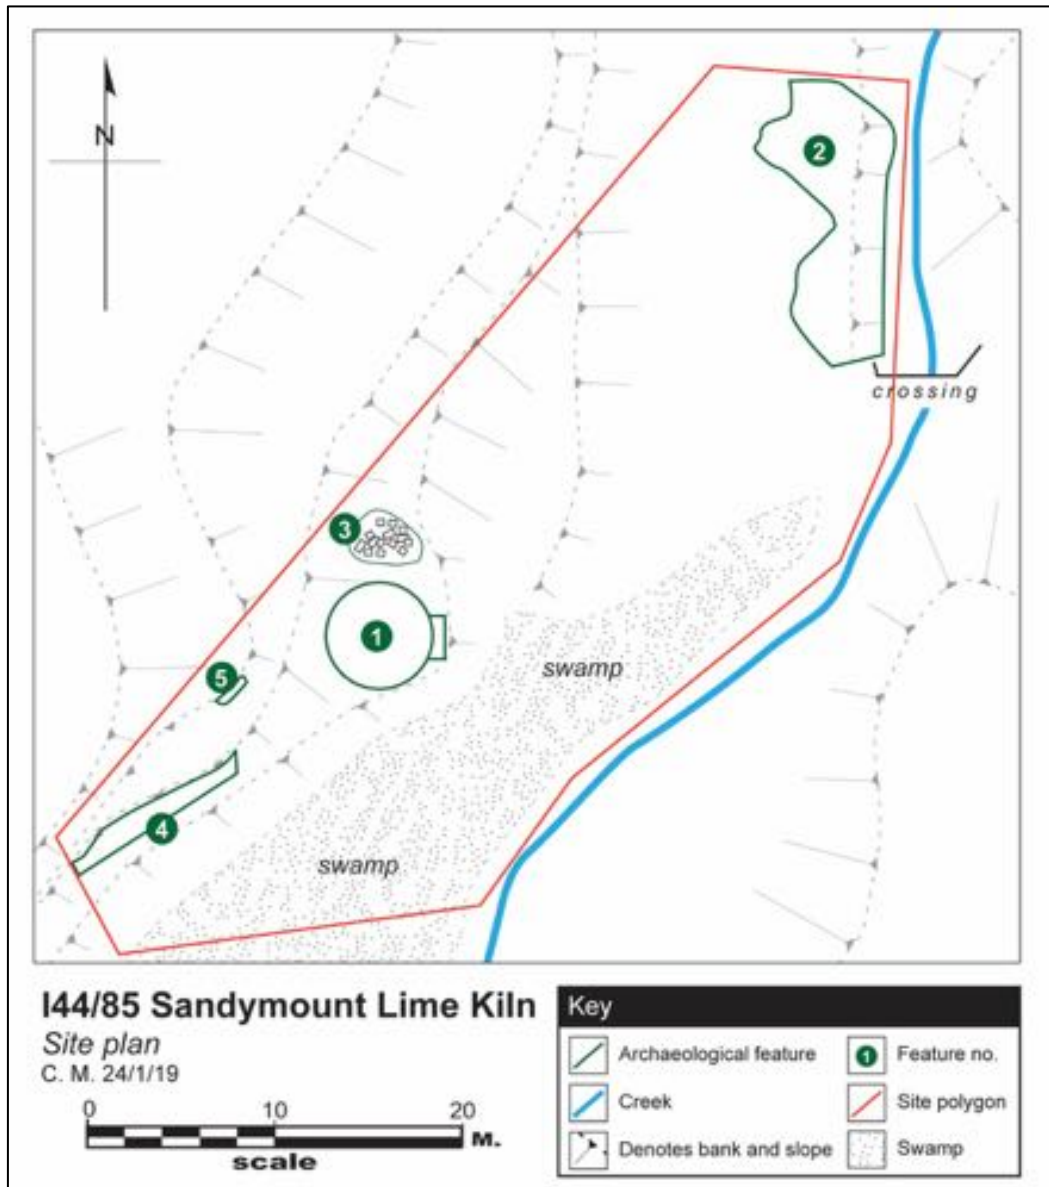 N
2
crossing
3
1
swamp
5
4
swamp
I44/85 Sandymount Lime Kiln
Site plan
C. M. 24/1/19
0 10 20
M.
scale
Key
Archaeological feature
1 Feature no.
Creek
Site polygon
Denotes bank and slope
Swamp